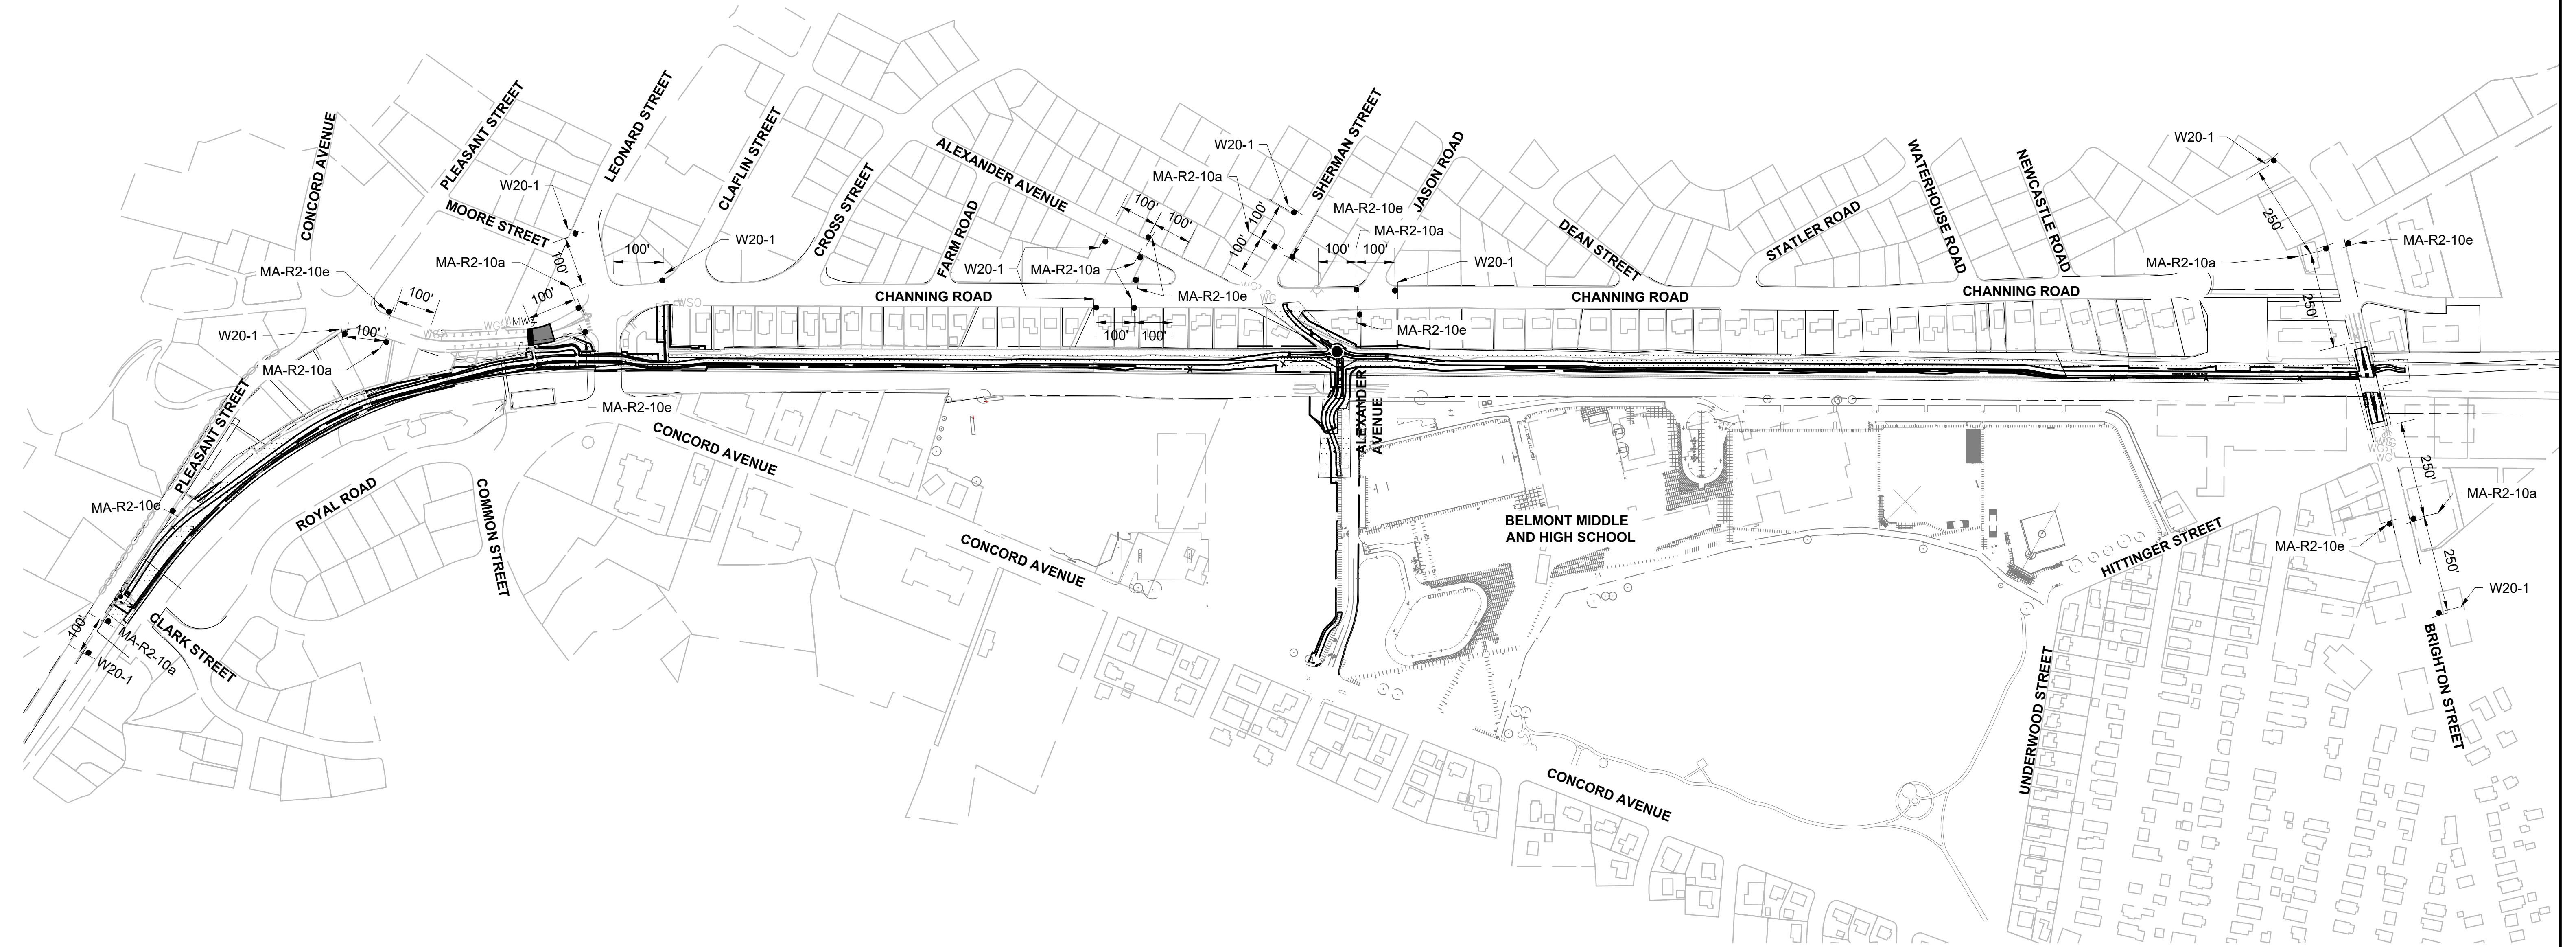 CONCORD AVENUE
PLEASANT STREET
LEONARD STREET
CLAFLIN STREET
MOORE STREET
W20-1
MA-R2-10a
100'
100'
MA-R2-10e
100'
W20-1
100'
MA-R2-10a
100'
W20-1
CROSS STREET
FARM ROAD
ALEXANDER AVENUE
CHANNING ROAD
100'
100'
W20-1
MA-R2-10a
MA-R2-10e
100'
100'
W20-1
MA-R2-10a
100'
100'
SHERMAN STREET
MA-R2-10e
JASON ROAD
MA-R2-10a
100'
100'
W20-1
MA-R2-10e
DEAN STREET
CHANNING ROAD
STATLER ROAD
WATERHOUSE ROAD
NEWCASTLE ROAD
CHANNING ROAD
W20-1
250'
MA-R2-10e
MA-R2-10a
250'
WSO
WG
MW
PLEASANT STREET
MA-R2-10e
CONCORD AVENUE
ROYAL ROAD
COMMON STREET
MA-R2-10e
100'
MA-R2-10a
W20-1
CLARK STREET
CONCORD AVENUE
ALEXANDER
AVENUE
BELMONT MIDDLE
AND HIGH SCHOOL
HITTINGER STREET
250'
MA-R2-10a
MA-R2-10e
250'
W20-1
BRIGHTON STREET
UNDERWOOD STREET
CONCORD AVENUE